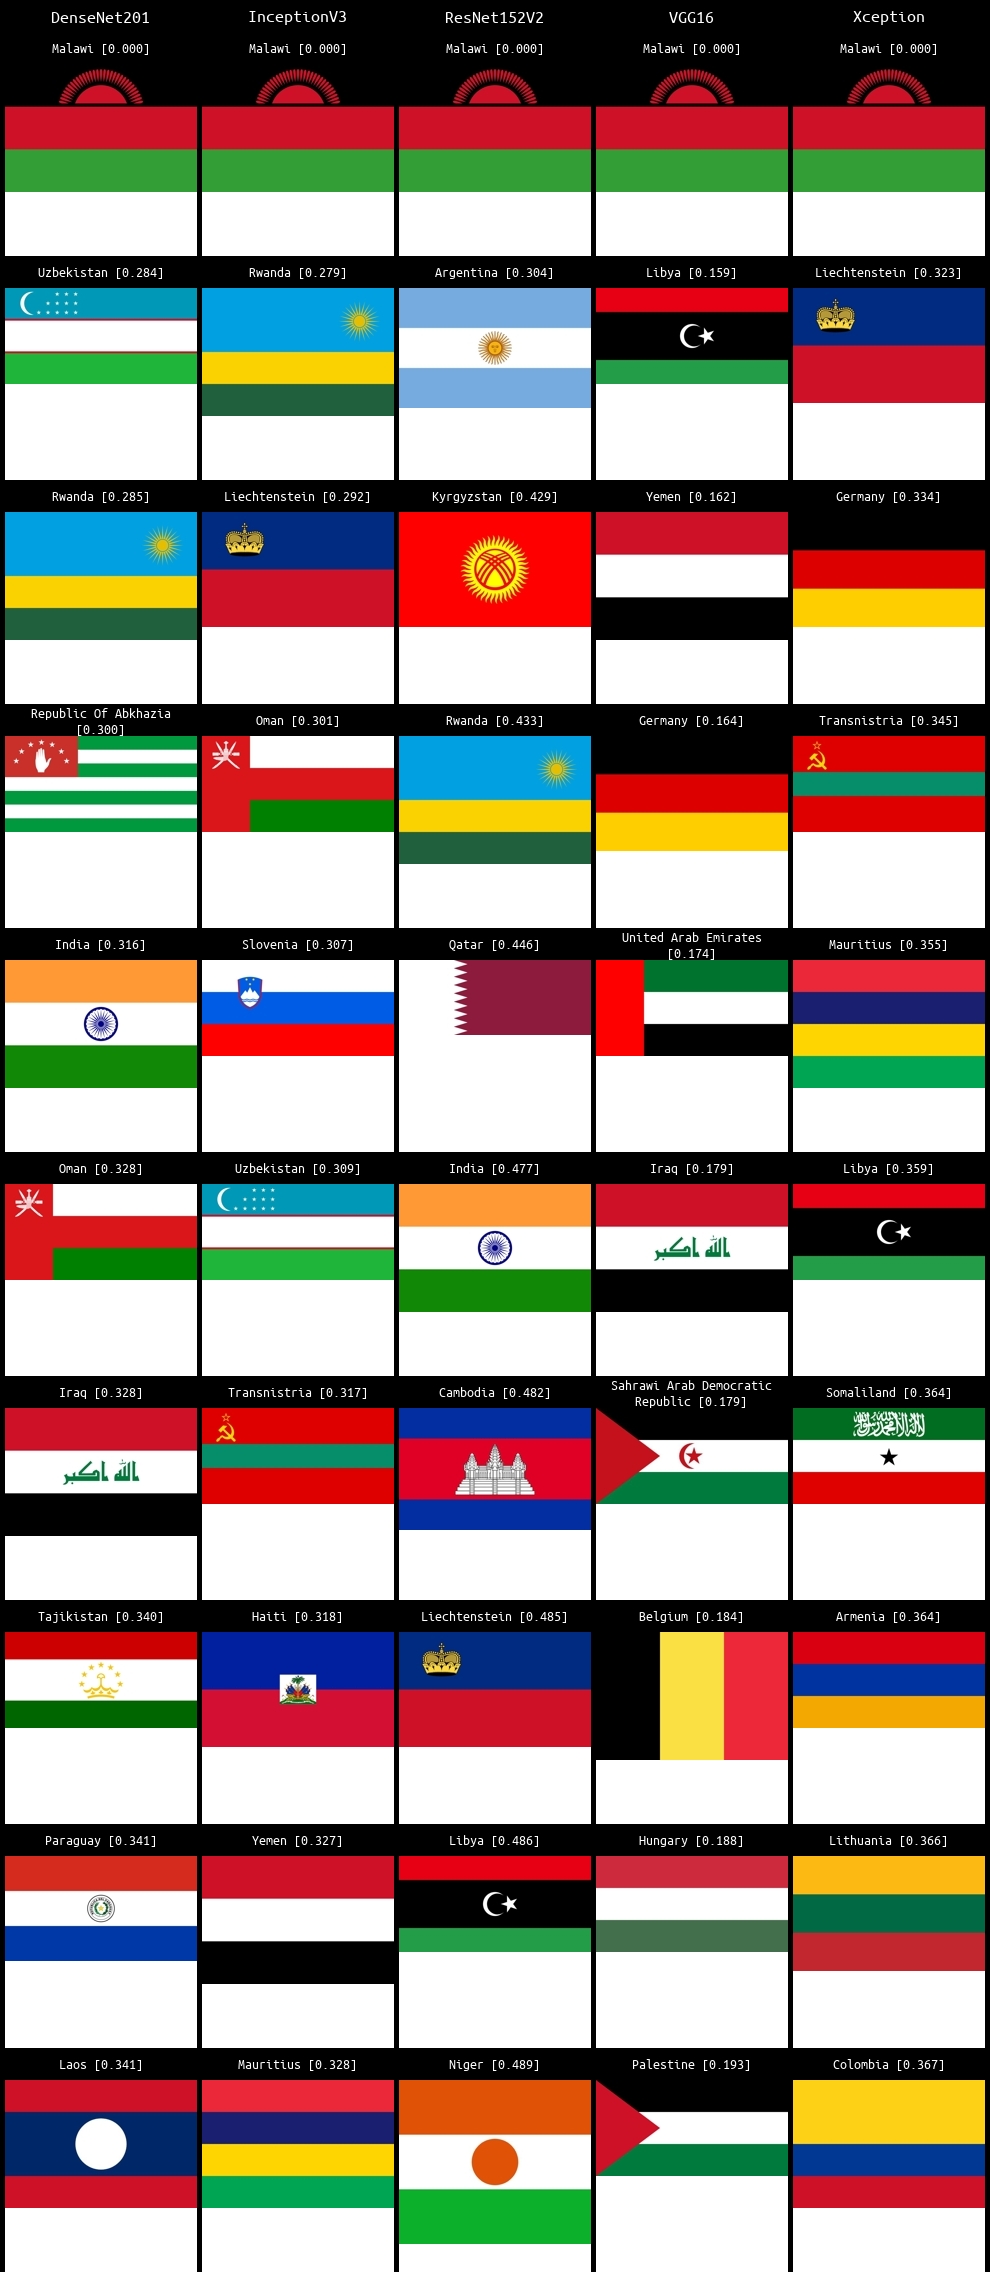 DenseNet201 InceptionV3 ResNet152V2 VGG16 Xception
Malawi [0.000] Malawi [0.000] Malawi [0.000] Malawi [0.000] Malawi [0.000]
Uzbekistan [0.284] Rwanda [0.279] Argentina [0.304] Libya [0.159] Liechtenstein [0.323]
Rwanda [0.285] Liechtenstein [0.292] Kyrgyzstan [0.429] Yemen [0.162] Germany [0.334]
Republic Of Abkhazia
[0.300] Oman [0.301] Rwanda [0.433] Germany [0.164] Transnistria [0.345]
India [0.316] Slovenia [0.307] Qatar [0.446] United Arab Emirates
[0.174] Mauritius [0.355]
Oman [0.328] Uzbekistan [0.309] India [0.477] Iraq [0.179] Libya [0.359]
الله اكبر
Iraq [0.328] Transnistria [0.317] Cambodia [0.482] Sahrawi Arab Democratic
Republic [0.179] Somaliland [0.364]
الله اكبر
Tajikistan [0.340] Haiti [0.318] Liechtenstein [0.485] Belgium [0.184] Armenia [0.364]
Paraguay [0.341] Yemen [0.327] Libya [0.486] Hungary [0.188] Lithuania [0.366]
Laos [0.341] Mauritius [0.328] Niger [0.489] Palestine [0.193] Colombia [0.367]